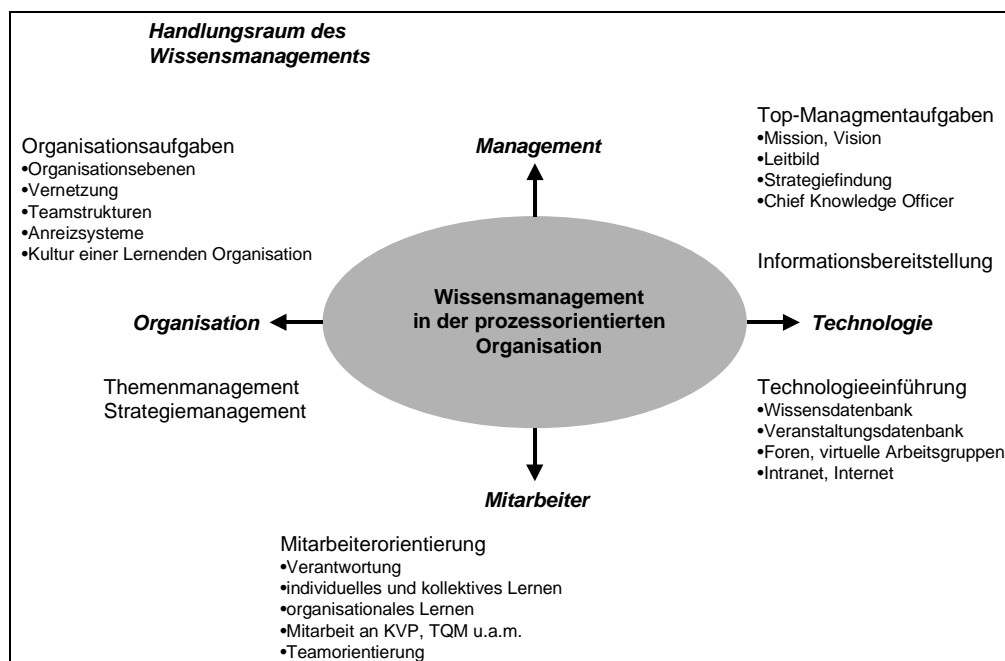 Handlungsraum des
Wissensmanagements
Organisationsaufgaben
•Organisationsebenen
•Vernetzung
•Teamstrukturen
•Anreizsysteme
•Kultur einer Lernenden Organisation
Management
Top-Managmentaufgaben
•Mission, Vision
•Leitbild
•Strategiefindung
•Chief Knowledge Officer
Informationsbereitstellung
Organisation
Wissensmanagement
in der prozessorientierten
Organisation
Technologie
Themenmanagement
Strategiemanagement
Technologieeinführung
•Wissensdatenbank
•Veranstaltungsdatenbank
•Foren, virtuelle Arbeitsgruppen
•Intranet, Internet
Mitarbeiter
Mitarbeiterorientierung
•Verantwortung
•individuelles und kollektives Lernen
•organisationales Lernen
•Mitarbeit an KVP, TQM u.a.m.
•Teamorientierung